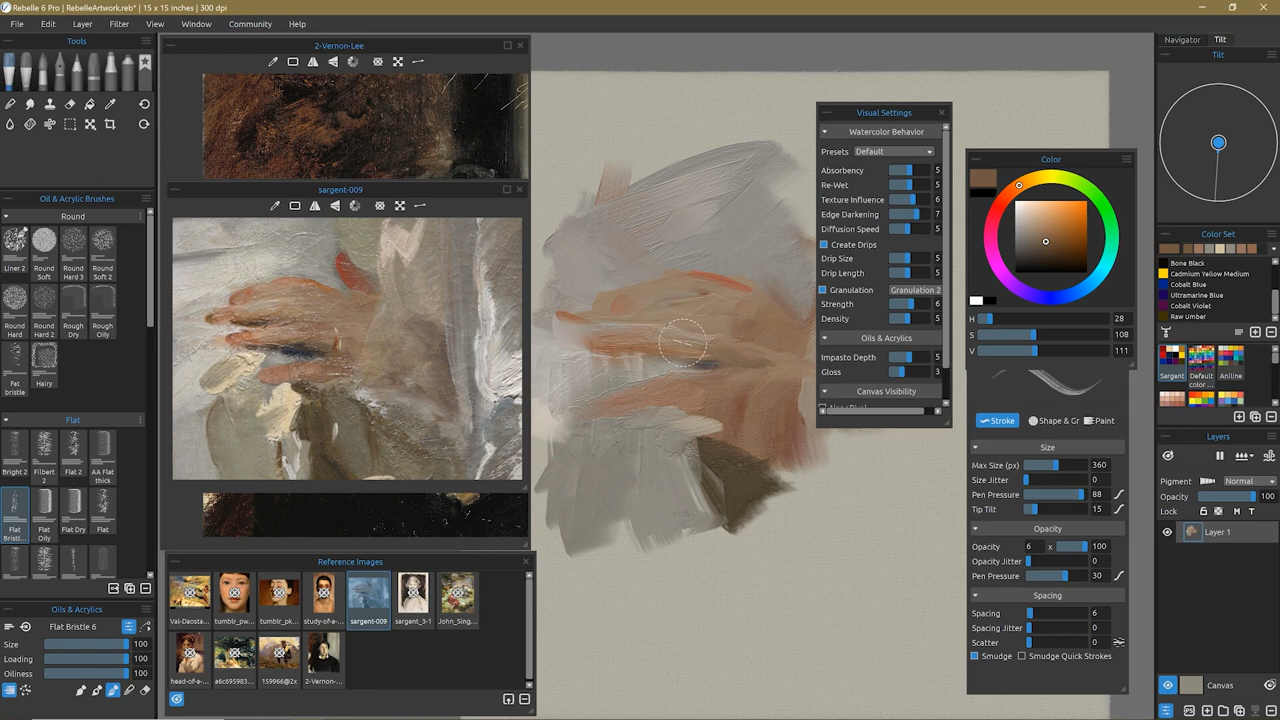 Rebelle 6 Pro | RebelleArtwork.reb* | 15 x 15 inches | 300 dpi
File Edit Layer Filter View Window Community Help
Tools
Oil & Acrylic Brushes
Round
Liner 2
Round Soft
Round Hard 3
Round Soft 2
Round Hard
Round Hard 2
Rough Dry
Rough Oily
Fat bristle
Hairy
Flat
Bright 2
Filbert 2
Flat 2
AA Flat thick
Flat Bristl...
Flat Oily
Flat Dry
Flat
Oils & Acrylics
Flat Bristle 6
Size 100
Loading 100
Oiliness 100
2-Vernon-Lee
sargent-009
Reference Images
Val-Daosta...
tumblr_pw...
tumblr_pk...
study-of-a-...
sargent-009
sargent_3-1
John_Sing...
head-of-a-...
a6c695983...
159966@2x
2-Vernon-...
Visual Settings
Watercolor Behavior
Presets Default
Absorbency 5
Re-Wet 5
Texture Influence 6
Edge Darkening 7
Diffusion Speed 5
Create Drips
Drip Size 5
Drip Length 5
Granulation Granulation 2
Strength 6
Density 5
Oils & Acrylics
Impasto Depth 5
Gloss 3
Canvas Visibility
Color
H 28
S 108
V 111
Stroke Shape & Gr Paint
Size
Max Size (px) 360
Size Jitter 0
Pen Pressure 88
Tip Tilt 15
Opacity
Opacity 6 x 100
Opacity Jitter 0
Pen Pressure 30
Spacing
Spacing 6
Spacing Jitter 0
Scatter 0
Smudge Smudge Quick Strokes
Navigator Tilt
Tilt
Color Set
Bone Black
Cadmium Yellow Medium
Cobalt Blue
Ultramarine Blue
Cobalt Violet
Raw Umber
Sargent
Default color ...
Aniline
Layers
Pigment Normal
Opacity 100
Lock M T
Layer 1
Canvas